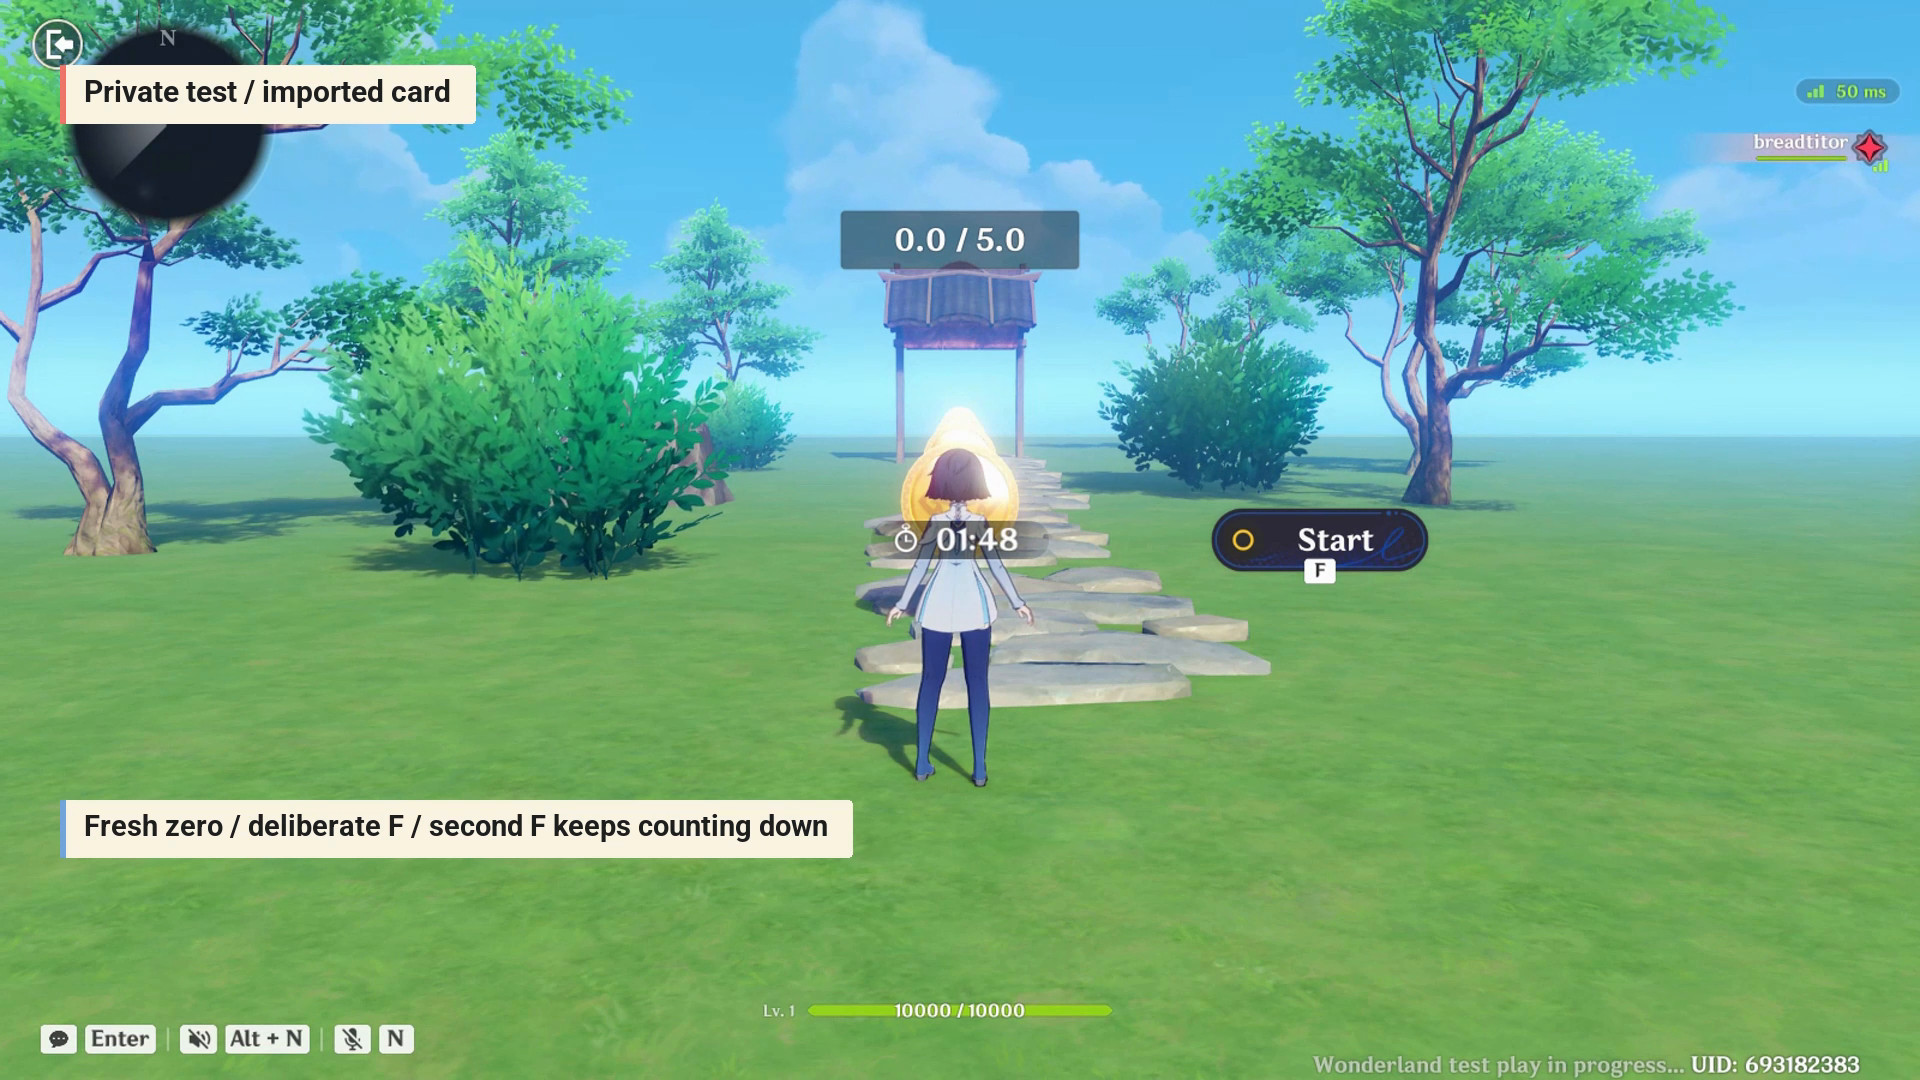 N
Private test / imported card
50 ms
breadtitor
0.0 / 5.0
01:48
Start
F
Fresh zero / deliberate F / second F keeps counting down
Lv. 1
10000 / 10000
Enter
Alt + N
N
Wonderland test play in progress... UID: 693182383